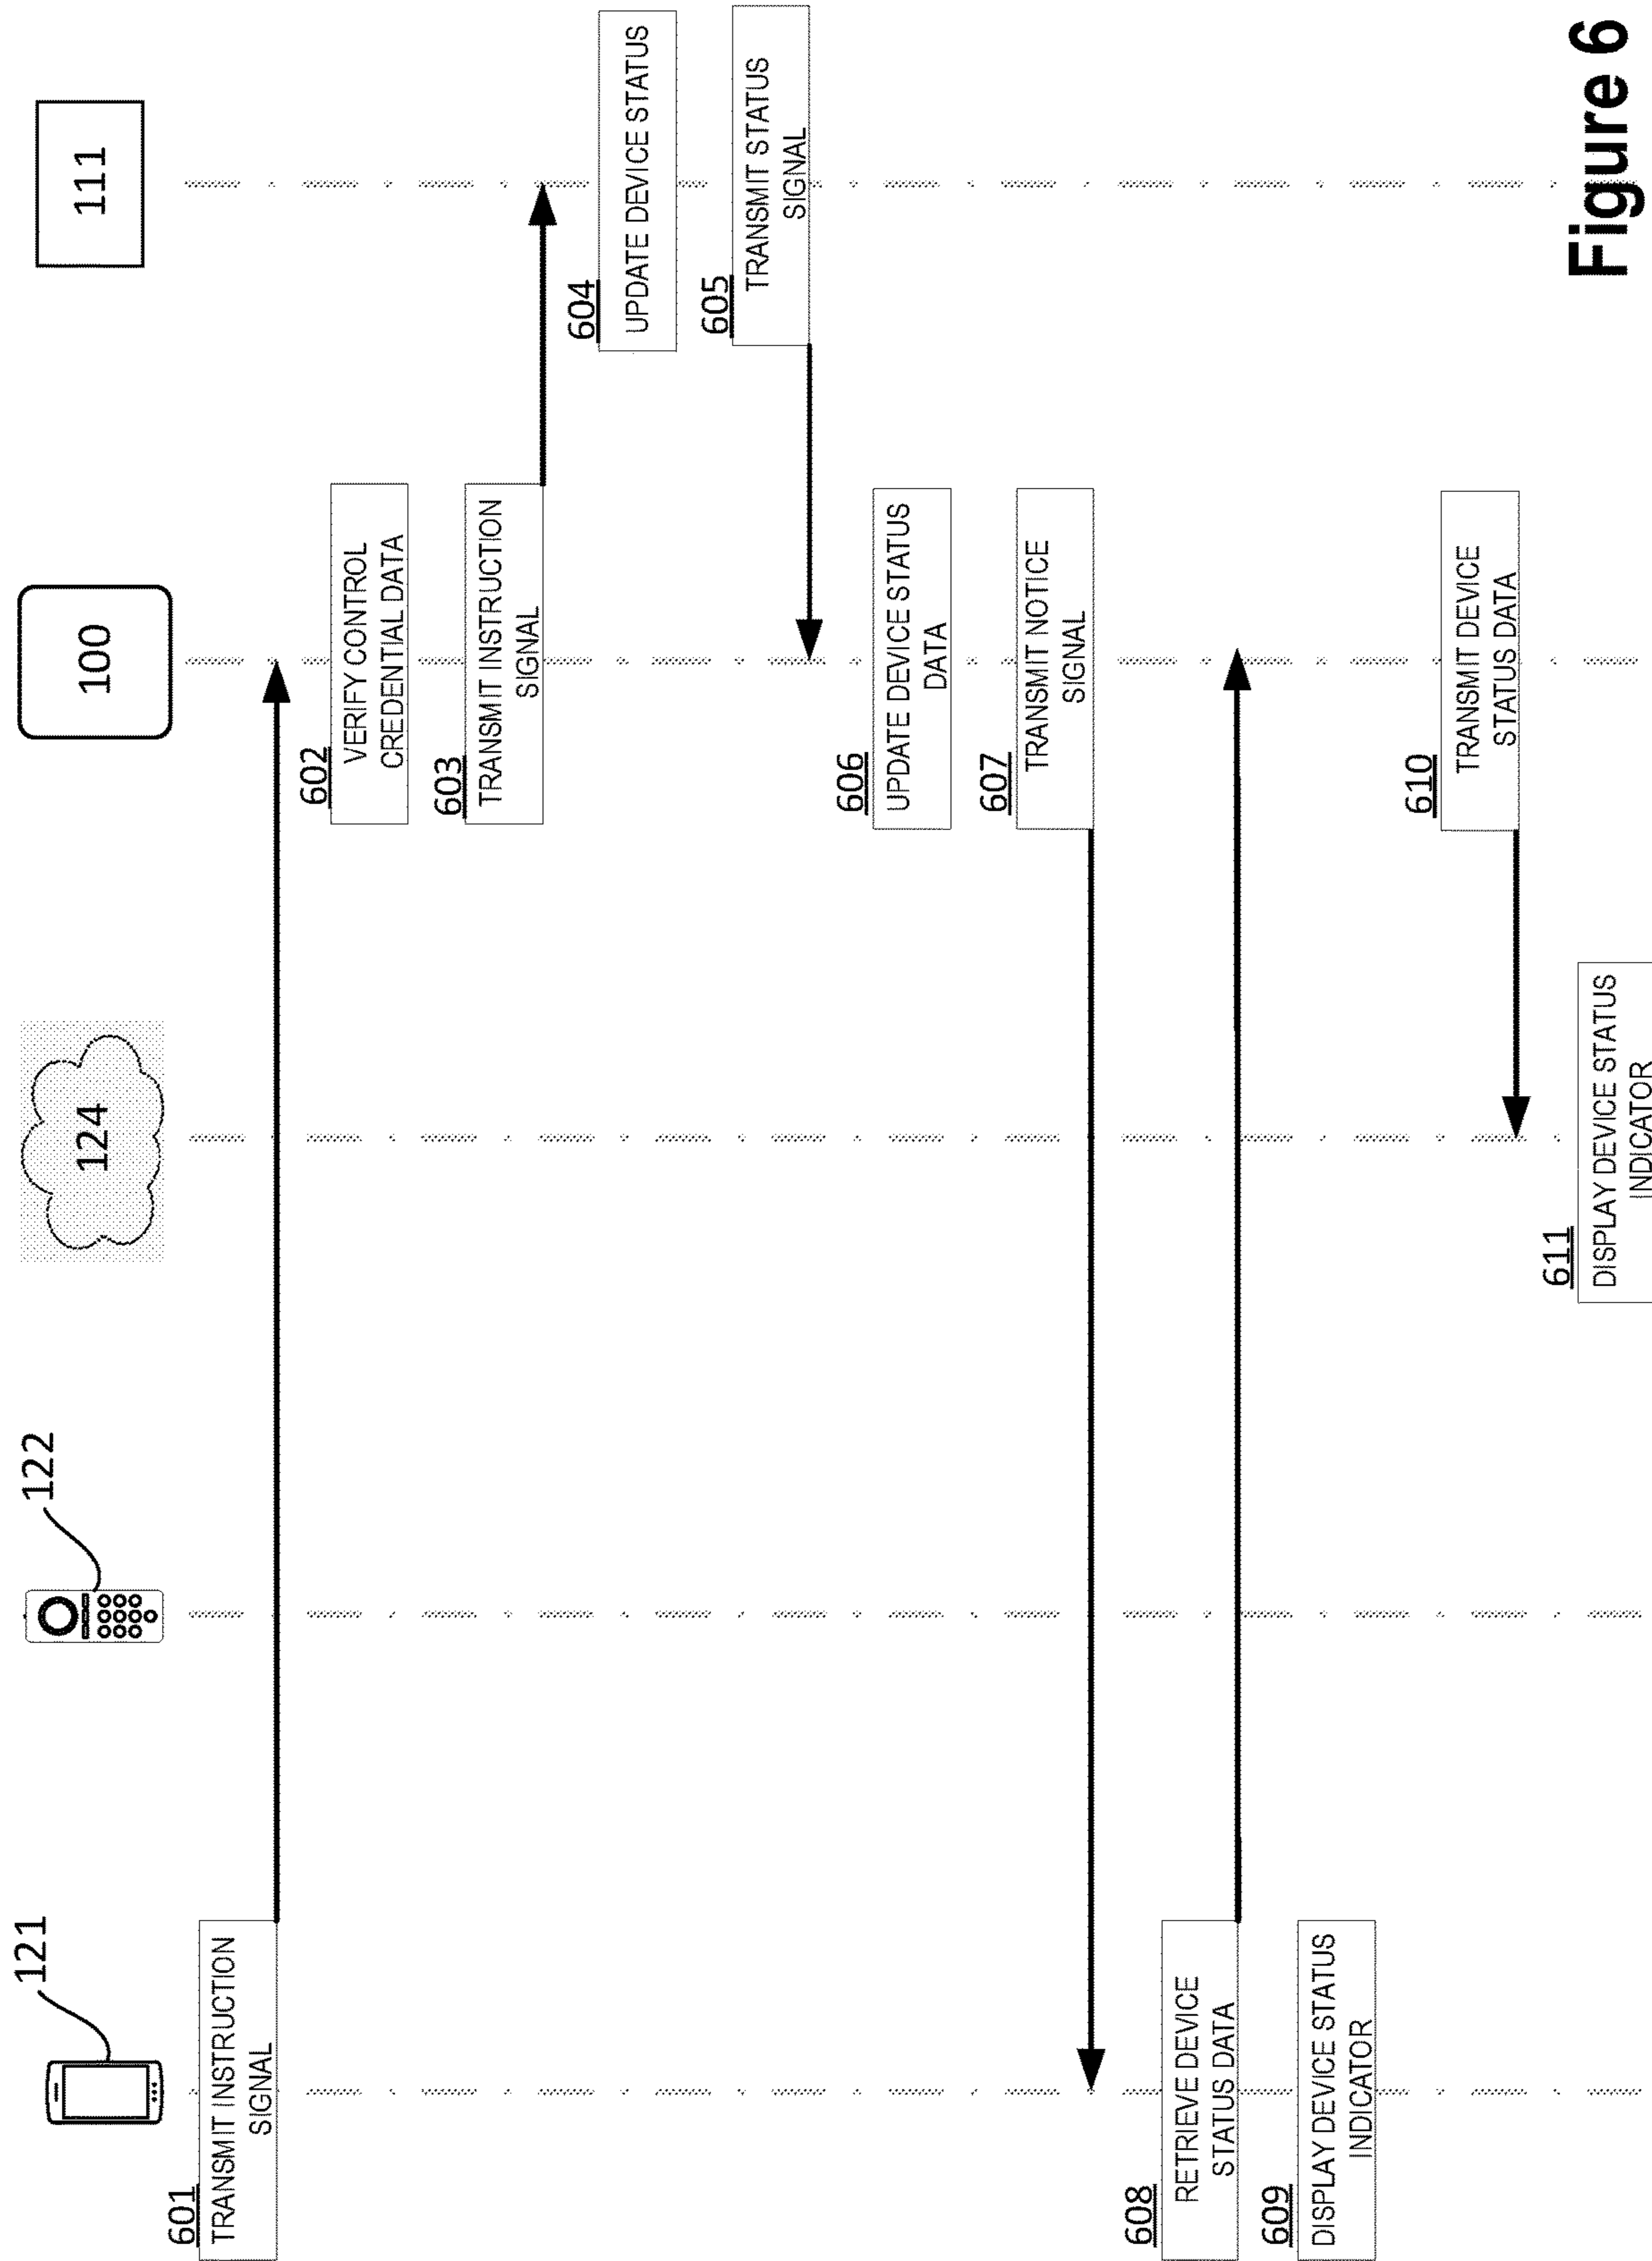 121
122
124
100
111
601
TRANSMIT INSTRUCTION
SIGNAL
602
VERIFY CONTROL
CREDENTIAL DATA
603
TRANSMIT INSTRUCTION
SIGNAL
604
UPDATE DEVICE STATUS
605
TRANSMIT STATUS
SIGNAL
606
UPDATE DEVICE STATUS
DATA
607
TRANSMIT NOTICE
SIGNAL
608
RETRIEVE DEVICE
STATUS DATA
609
DISPLAY DEVICE STATUS
INDICATOR
610
TRANSMIT DEVICE
STATUS DATA
611
DISPLAY DEVICE STATUS
INDICATOR
Figure 6